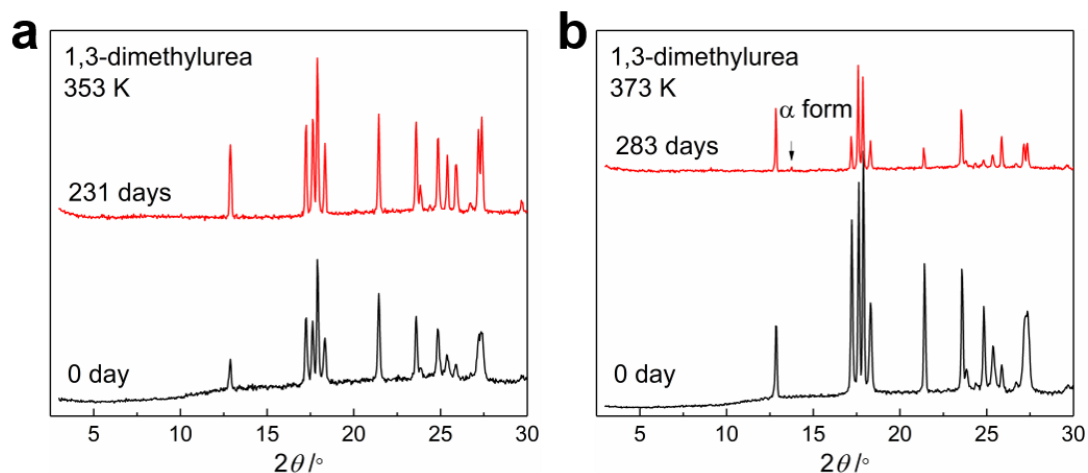 a
1,3-dimethylurea
353 K
231 days
0 day
5 10 15 20 25 30
2θ/°
b
1,3-dimethylurea
373 K
α form
283 days
0 day
5 10 15 20 25 30
2θ/°